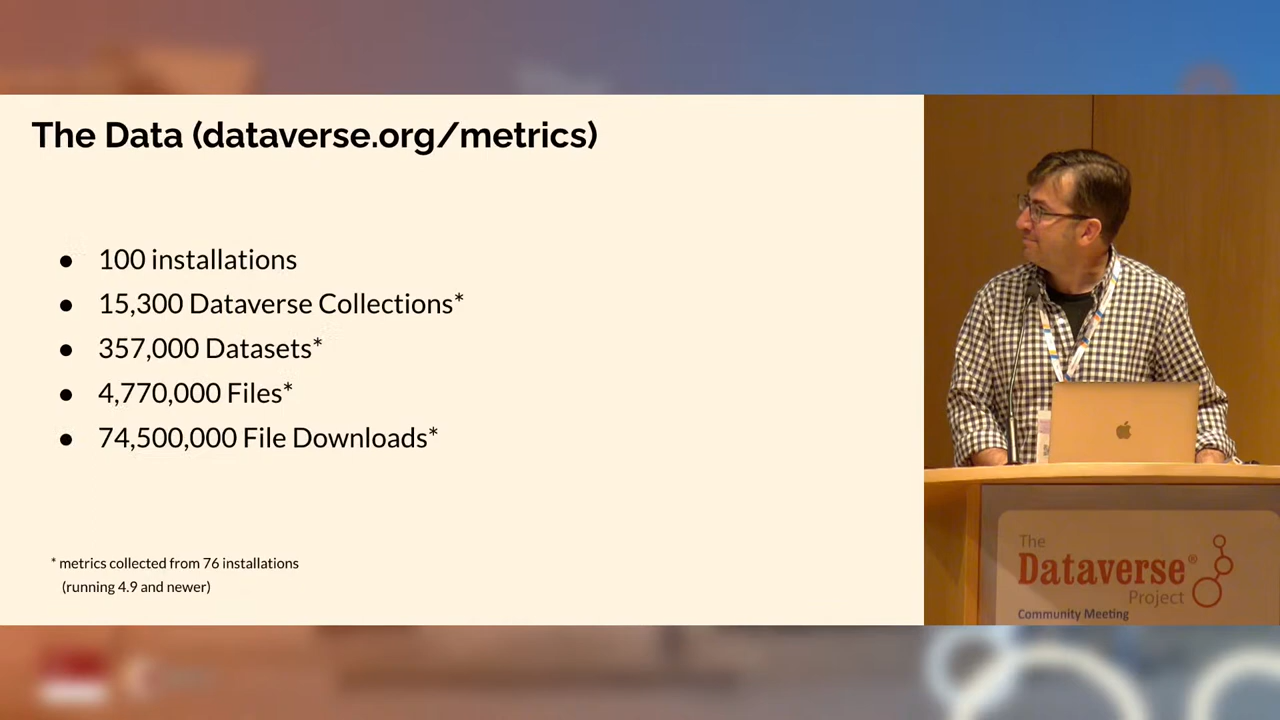 The Data (dataverse.org/metrics)
● 100 installations
● 15,300 Dataverse Collections*
● 357,000 Datasets*
● 4,770,000 Files*
● 74,500,000 File Downloads*
* metrics collected from 76 installations
(running 4.9 and newer)
The
Dataverse®
Project
Community Meeting